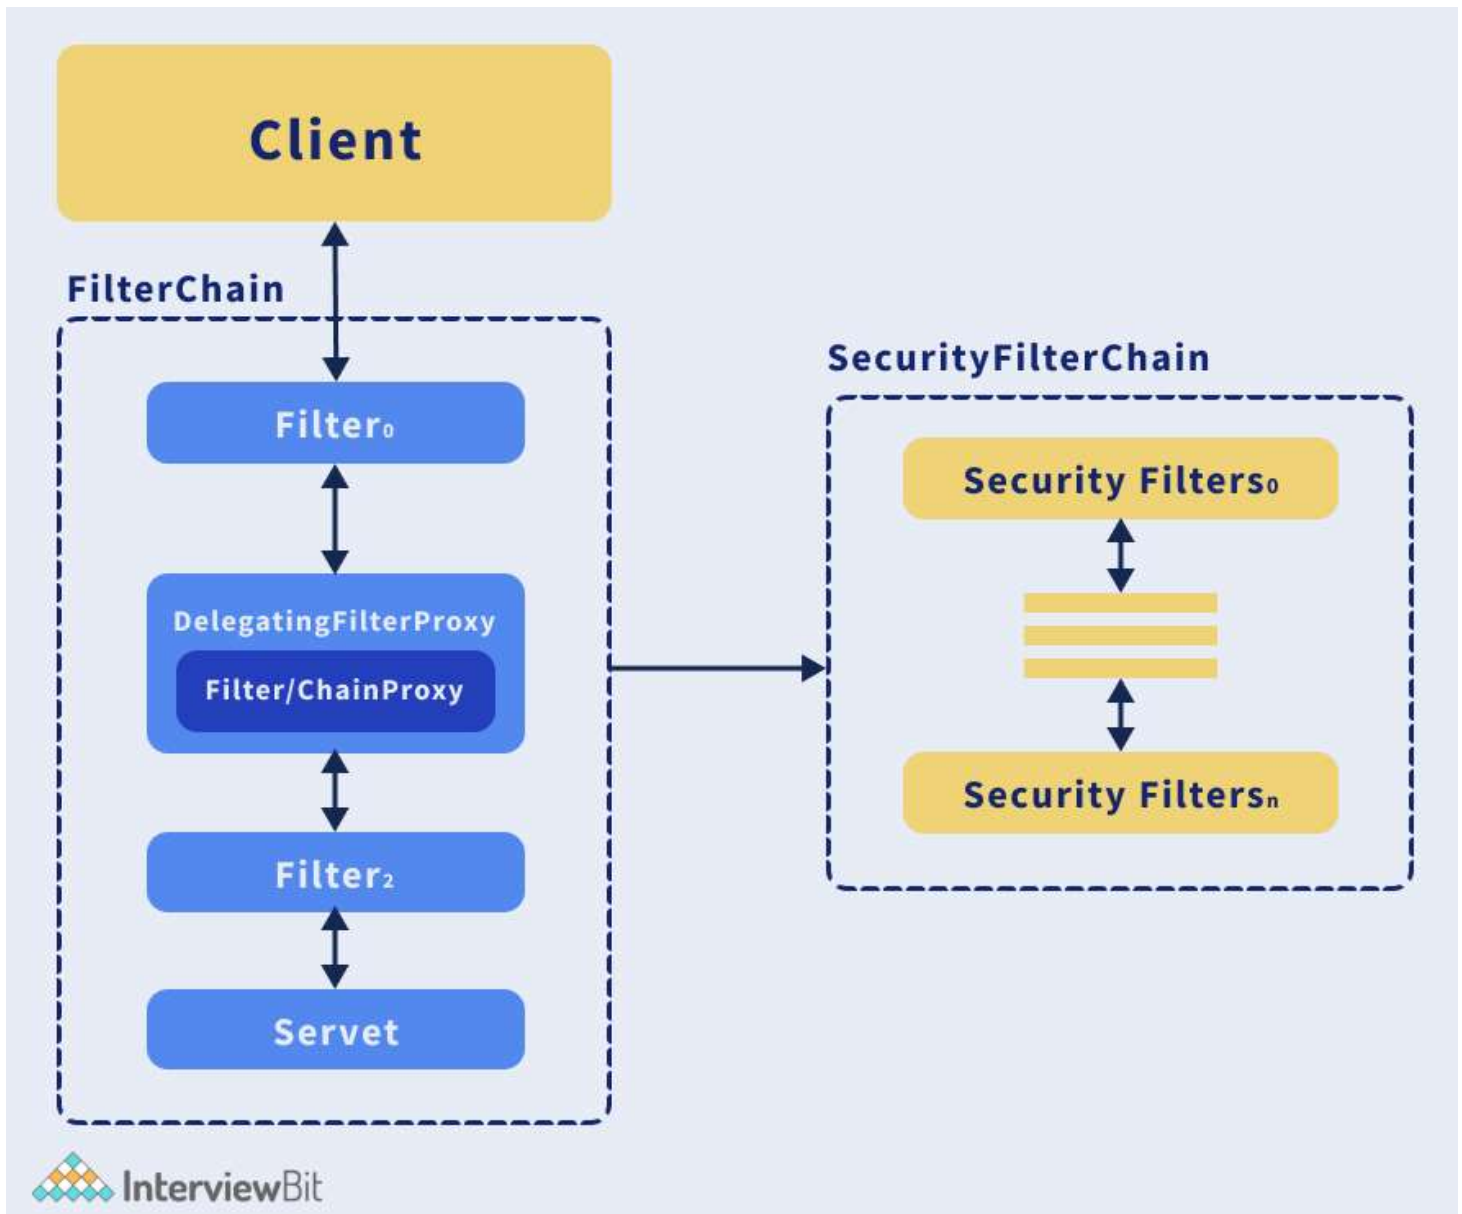 Client
FilterChain
Filter₀
DelegatingFilterProxy
Filter/ChainProxy
Filter₂
Servet
SecurityFilterChain
Security Filters₀
Security Filtersₙ
InterviewBit